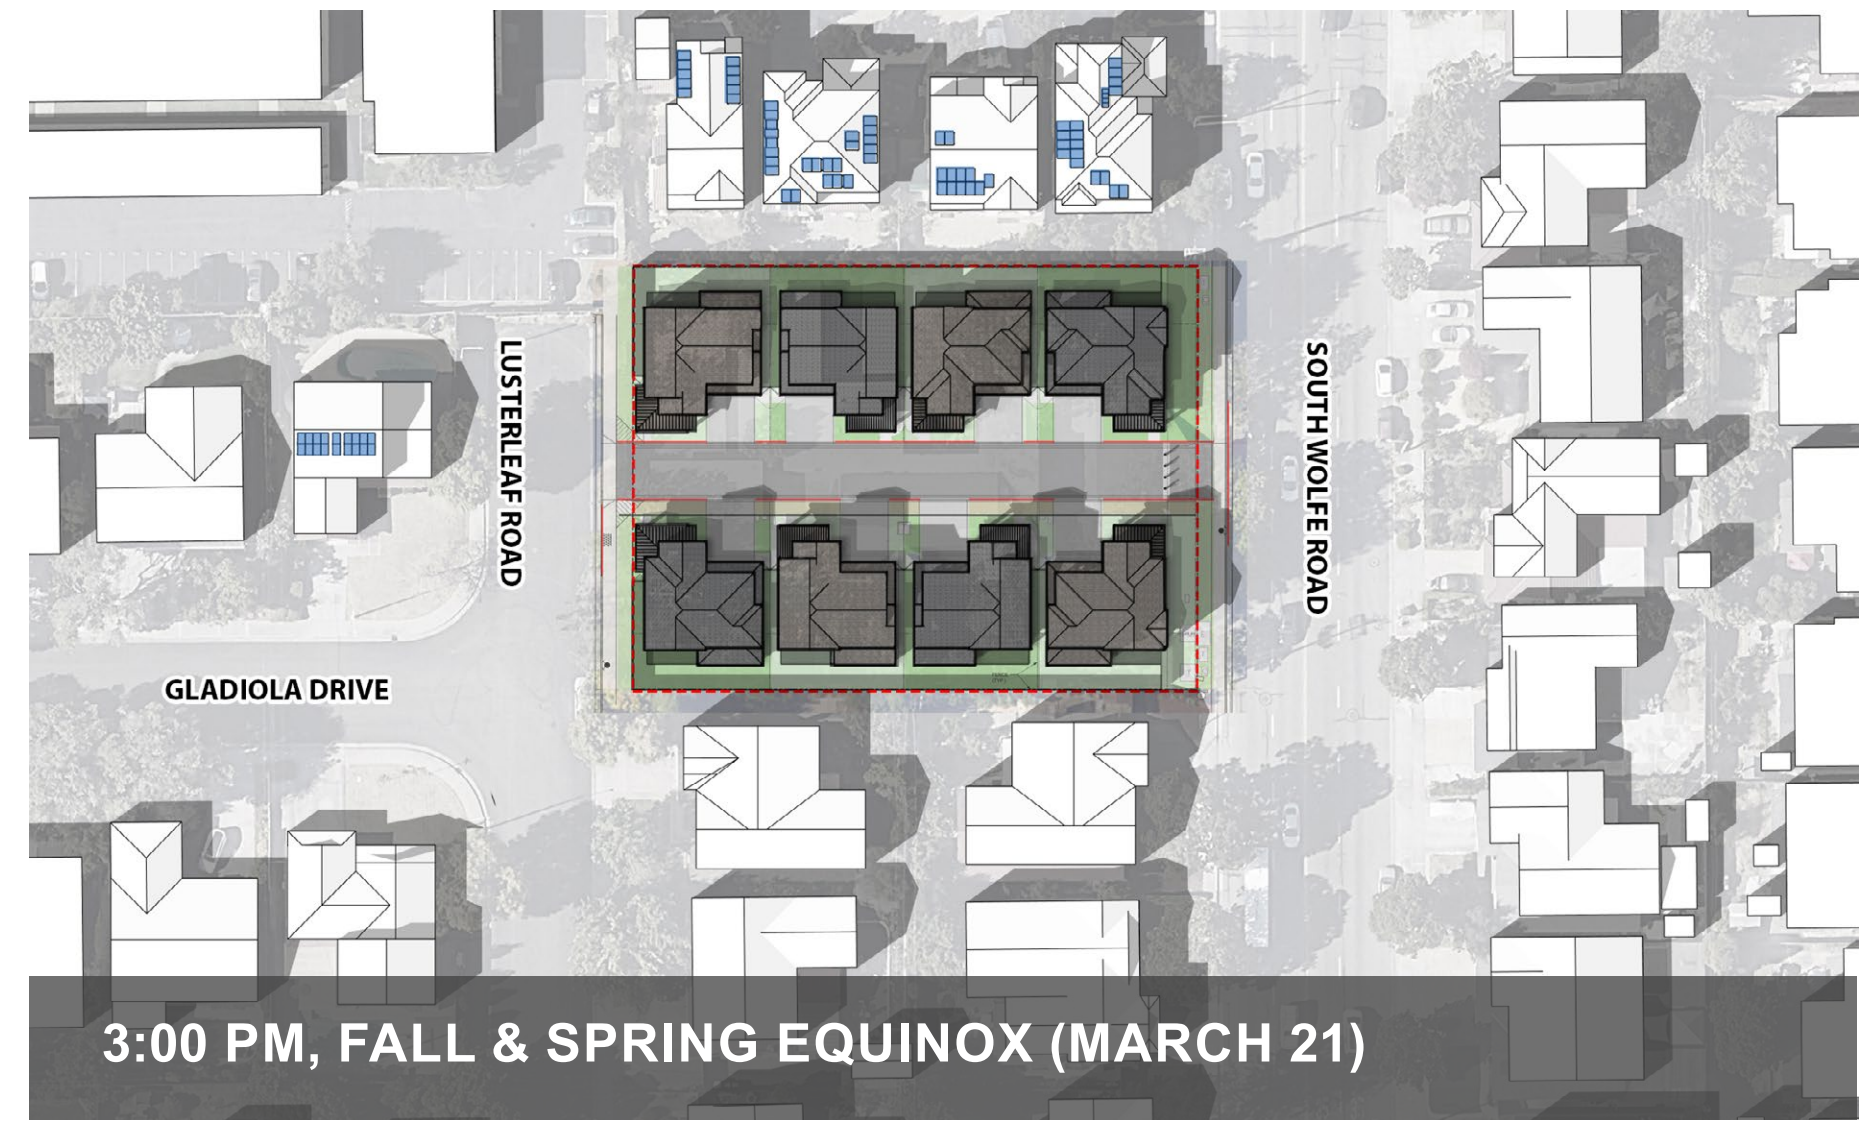 LUSTERLEAF ROAD
SOUTH WOLFE ROAD
GLADIOLA DRIVE
3:00 PM, FALL & SPRING EQUINOX (MARCH 21)